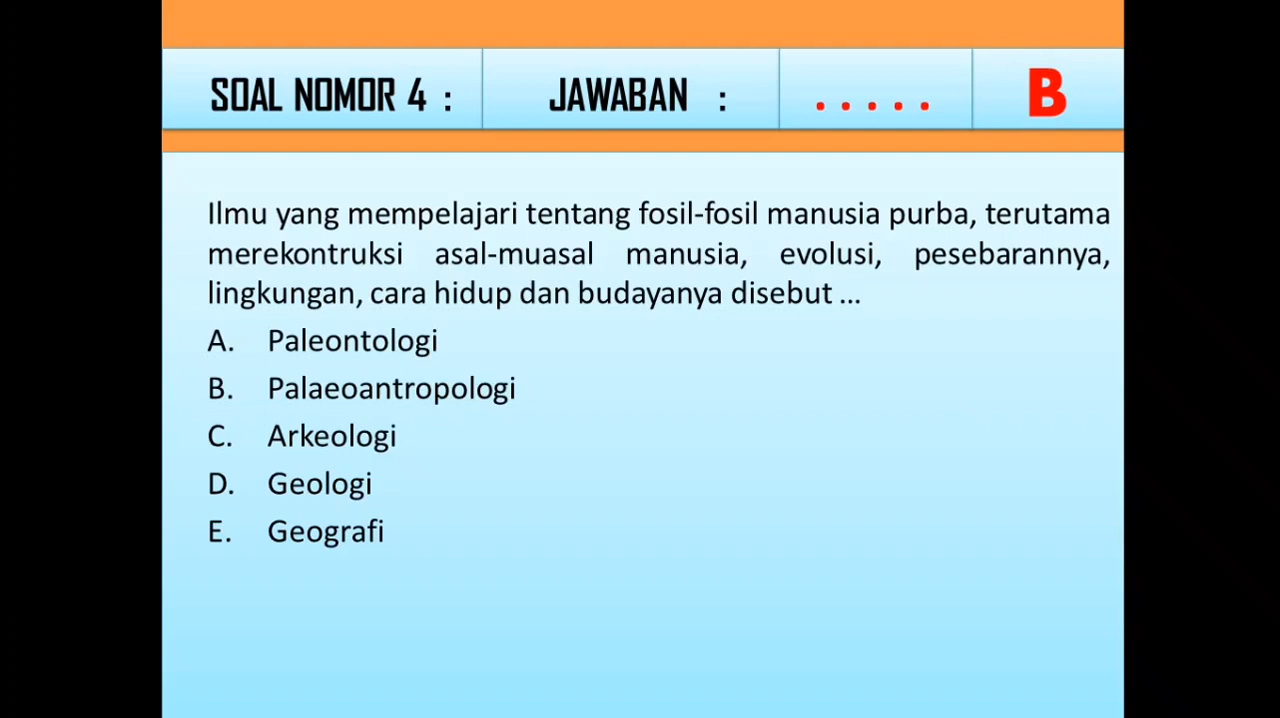 SOAL NOMOR 4 : JAWABAN : . . . . . B
Ilmu yang mempelajari tentang fosil-fosil manusia purba, terutama
merekontruksi asal-muasal manusia, evolusi, pesebarannya,
lingkungan, cara hidup dan budayanya disebut ...
A. Paleontologi
B. Palaeoantropologi
C. Arkeologi
D. Geologi
E. Geografi